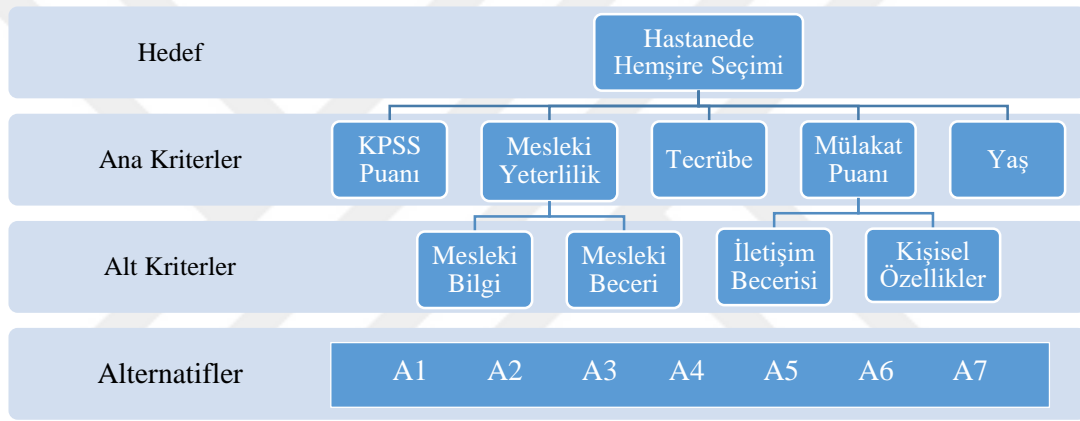 Hedef
Hastanede
Hemşire Seçimi
Ana Kriterler
KPSS
Puanı
Mesleki
Yeterlilik
Tecrübe
Mülakat
Puanı
Yaş
Alt Kriterler
Mesleki
Bilgi
Mesleki
Beceri
İletişim
Becerisi
Kişisel
Özellikler
Alternatifler
A1 A2 A3 A4 A5 A6 A7